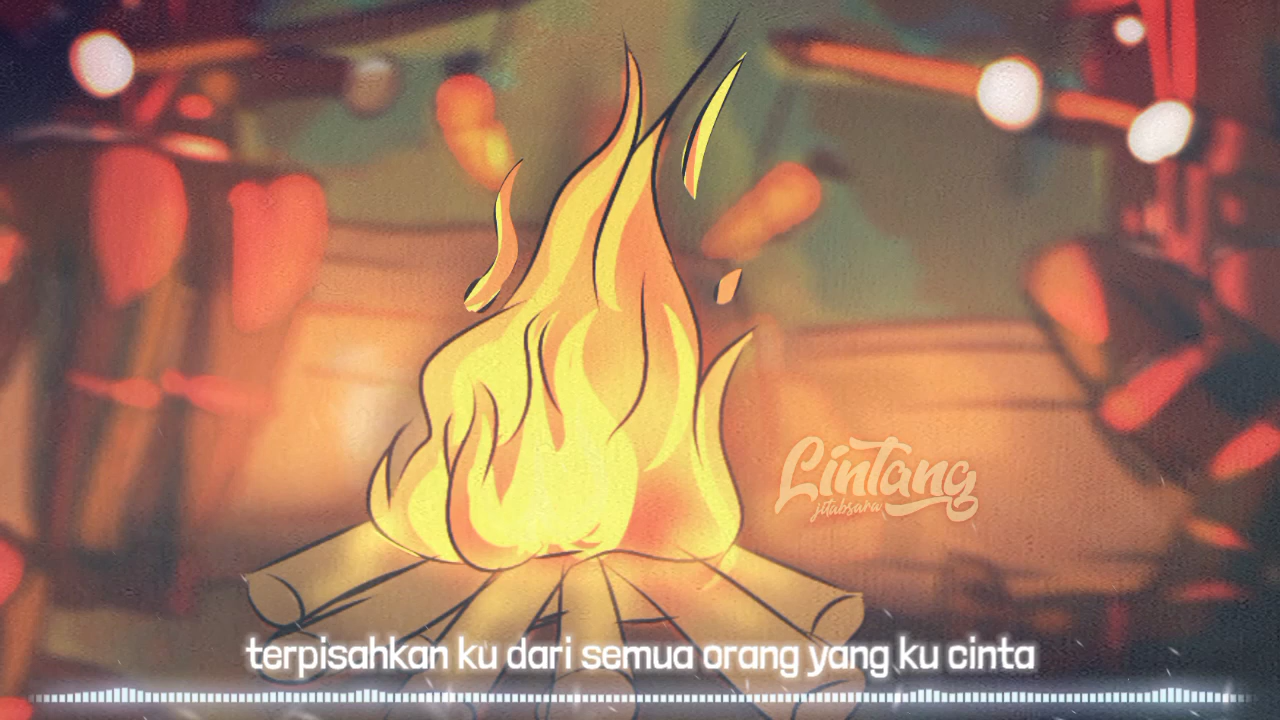 Lintang
jitabsara
terpisahkan ku dari semua orang yang ku cinta